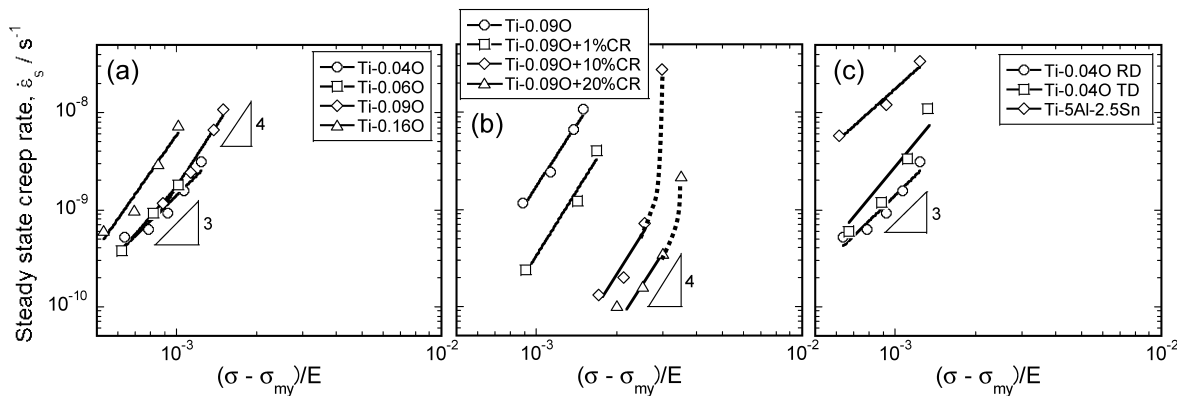 Steady state creep rate, ε̇s / s⁻¹
10⁻⁸
10⁻⁹
10⁻¹⁰
(a)
Ti-0.04O
Ti-0.06O
Ti-0.09O
Ti-0.16O
4
3
10⁻³
10⁻²
(σ - σmy)/E
Ti-0.09O
Ti-0.09O+1%CR
Ti-0.09O+10%CR
Ti-0.09O+20%CR
(b)
4
10⁻³
10⁻²
(σ - σmy)/E
(c)
Ti-0.04O RD
Ti-0.04O TD
Ti-5Al-2.5Sn
3
10⁻³
10⁻²
(σ - σmy)/E